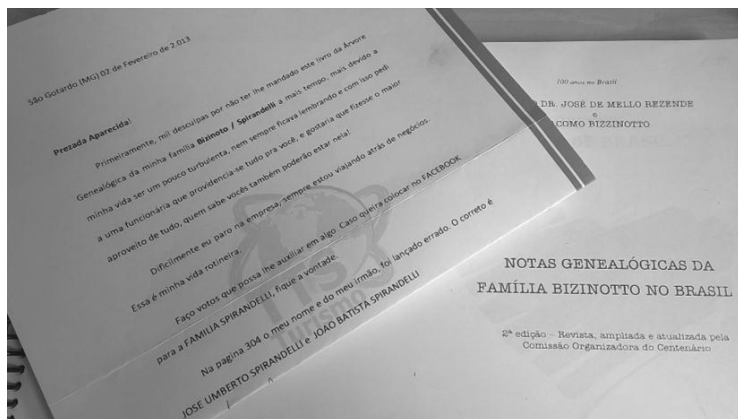 São Gotardo (MG) 02 de Fevereiro de 2.013
Prezada Aparecida!
Primeiramente, mil desculpas por não ter lhe mandado este livro da Árvore
Genealógica da minha família Bizinoto / Spirandelli a mais tempo, mais devido a
minha vida ser um pouco turbulenta, nem sempre ficava lembrando e com isso pedi
a uma funcionária que providencia-se tudo pra você, e gostaria que fizesse o maior
aproveito de tudo, quem sabe vocês também poderão estar nela!
Dificilmente eu paro na empresa, sempre estou viajando atrás de negócios.
Essa é minha vida rotineira.
Faço votos que possa lhe auxiliar em algo. Caso queira colocar no FACEBOOK
para a FAMILIA SPIRANDELLI, fique a vontade.
Na pagina 304 o meu nome e do meu irmão, foi lançado errado. O correto é
JOSE UMBERTO SPIRANDELLI e JOAO BATISTA SPIRANDELLI
Turismo
100 anos no Brasil
DR. JOSÉ DE MELLO REZENDE
e
COMO BIZZINOTTO
NOTAS GENEALÓGICAS DA
FAMÍLIA BIZINOTTO NO BRASIL
2ª edição – Revista, ampliada e atualizada pela
Comissão Organizadora do Centenário